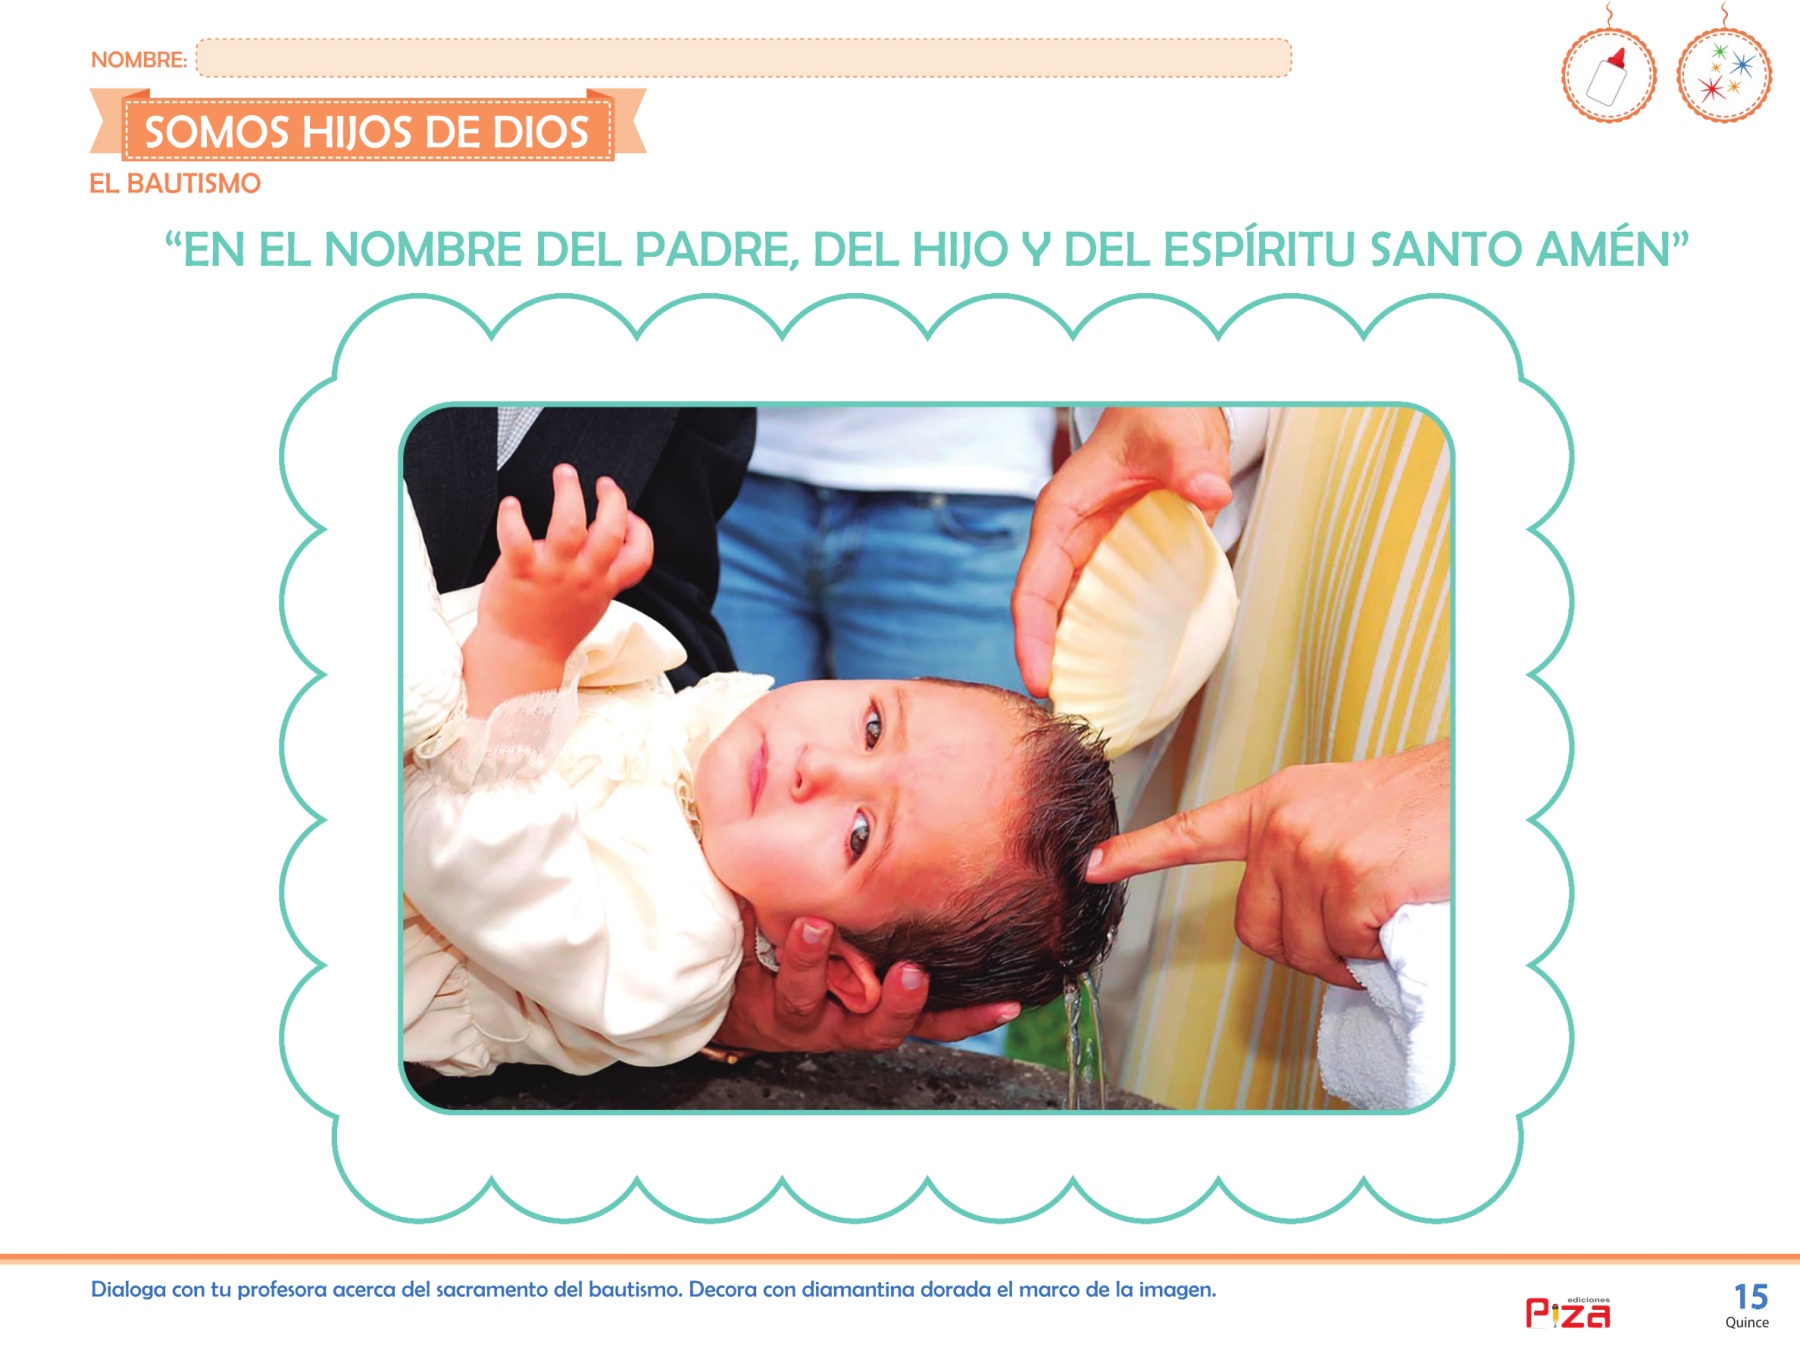 NOMBRE:
SOMOS HIJOS DE DIOS
EL BAUTISMO
“EN EL NOMBRE DEL PADRE, DEL HIJO Y DEL ESPÍRITU SANTO AMÉN”
Dialoga con tu profesora acerca del sacramento del bautismo. Decora con diamantina dorada el marco de la imagen.
ediciones
Piza
15
Quince